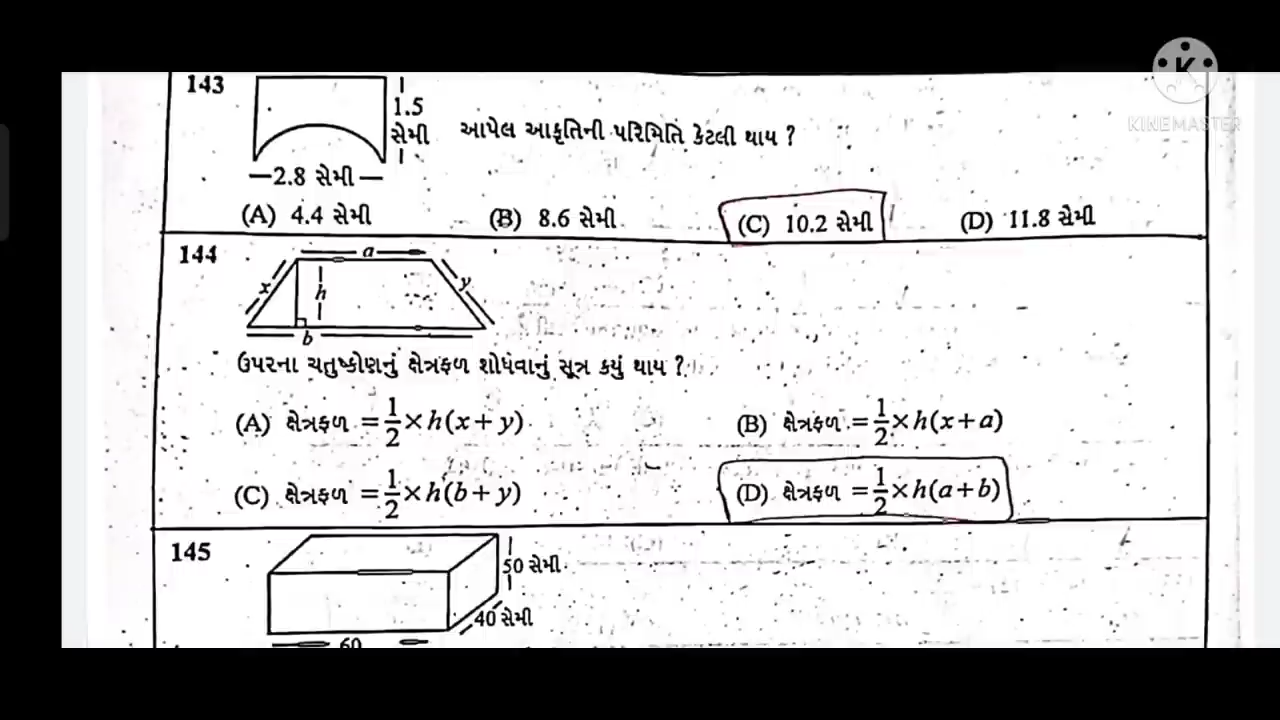 143
1.5
સેમી
આપેલ આકૃતિની પરિમિતિ કેટલી થાય ?
2.8 સેમી
(A) 4.4 સેમી (B) 8.6 સેમી (C) 10.2 સેમી (D) 11.8 સેમી
K
KINEMASTER
144
a
x h y
b
ઉપરના ચતુષ્કોણનું ક્ષેત્રફળ શોધવાનું સૂત્ર કયું થાય ?
(A) ક્ષેત્રફળ = 1/2 × h(x + y) (B) ક્ષેત્રફળ = 1/2 × h(x + a)
(C) ક્ષેત્રફળ = 1/2 × h(b + y) (D) ક્ષેત્રફળ = 1/2 × h(a + b)
145
50 સેમી
40 સેમી
60